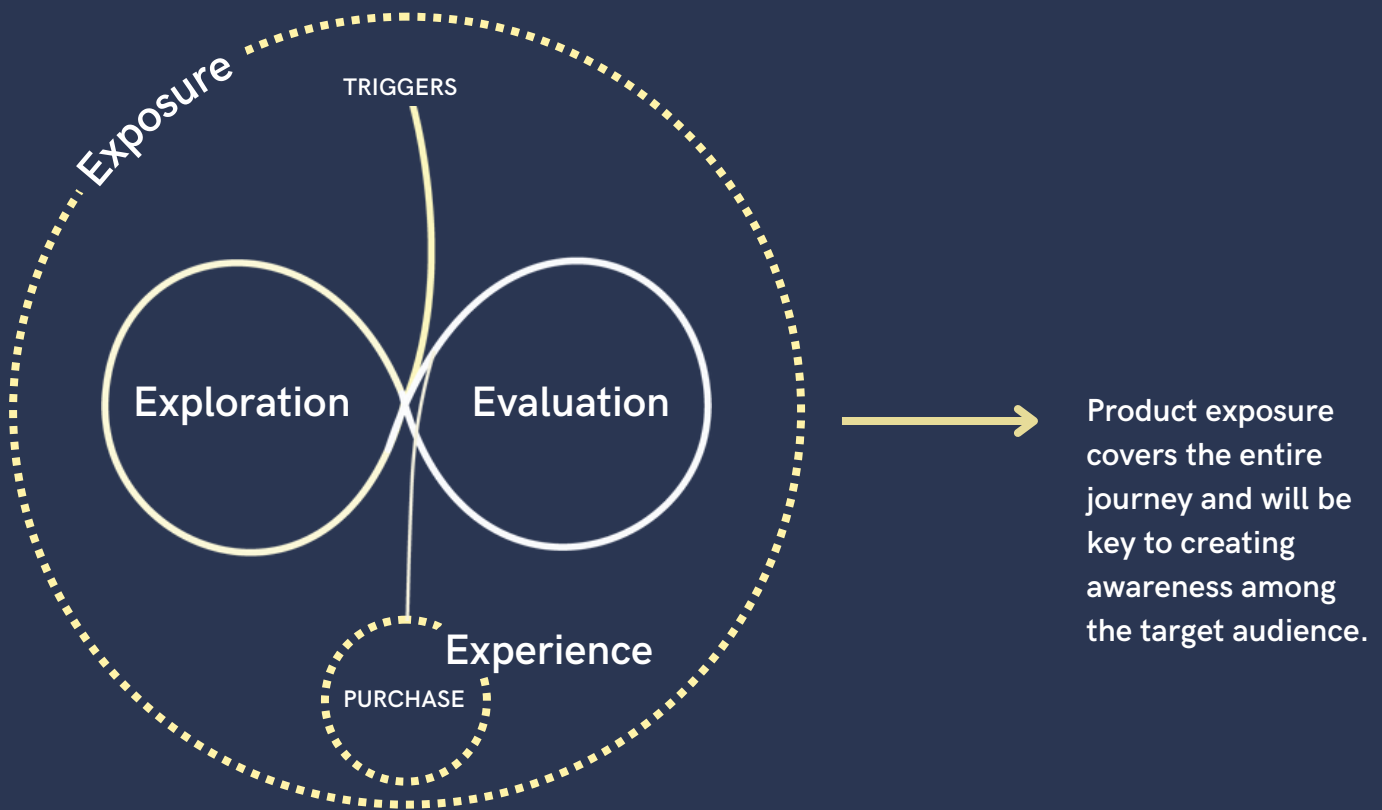 Exposure
TRIGGERS
Exploration
Evaluation
Experience
PURCHASE
Product exposure
covers the entire
journey and will be
key to creating
awareness among
the target audience.